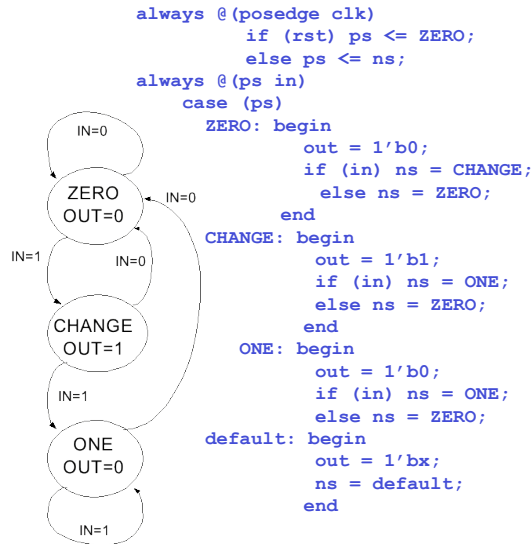 always @(posedge clk)
if (rst) ps <= ZERO;
else ps <= ns;
always @(ps in)
case (ps)
ZERO: begin
out = 1'b0;
if (in) ns = CHANGE;
else ns = ZERO;
end
CHANGE: begin
out = 1'b1;
if (in) ns = ONE;
else ns = ZERO;
end
ONE: begin
out = 1'b0;
if (in) ns = ONE;
else ns = ZERO;
default: begin
out = 1'bx;
ns = default;
end
IN=0
ZERO
OUT=0
IN=0
IN=1
IN=0
CHANGE
OUT=1
IN=1
ONE
OUT=0
IN=1